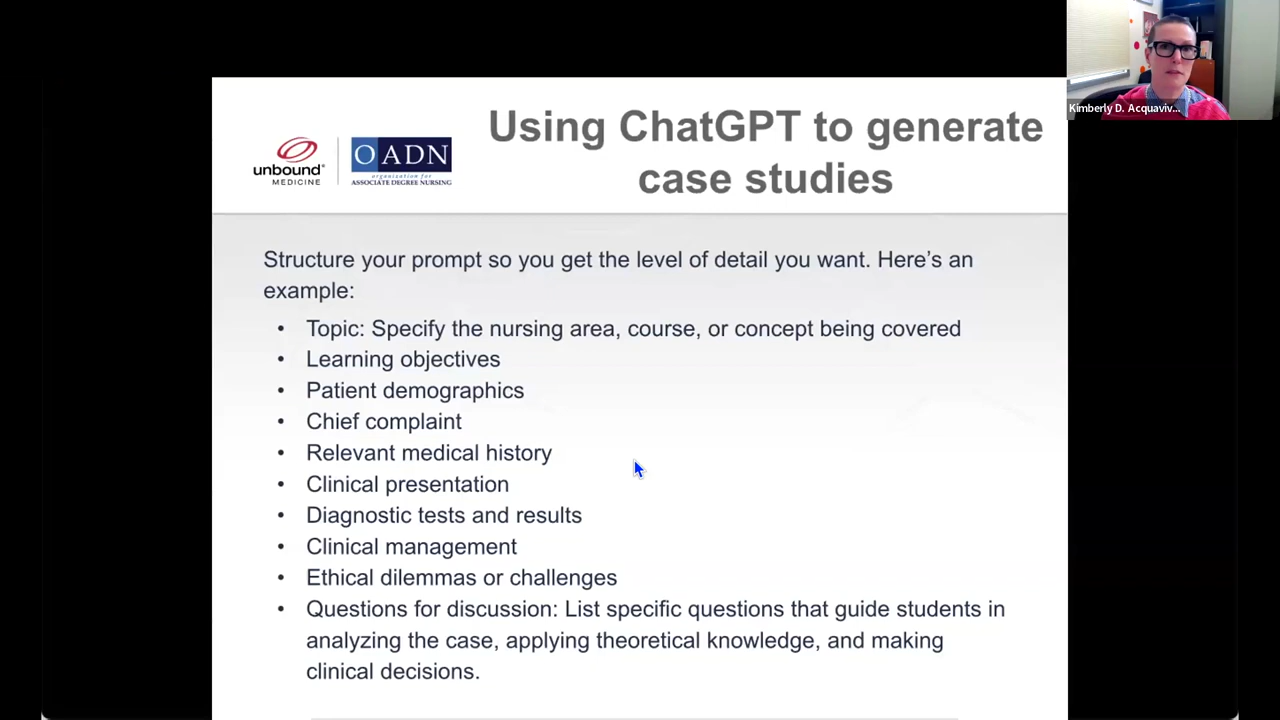 Using ChatGPT to generate
case studies
unbound
MEDICINE
OADN
organization for
ASSOCIATE DEGREE NURSING
Kimberly D. Acquaviv...
Structure your prompt so you get the level of detail you want. Here’s an
example:
• Topic: Specify the nursing area, course, or concept being covered
• Learning objectives
• Patient demographics
• Chief complaint
• Relevant medical history
• Clinical presentation
• Diagnostic tests and results
• Clinical management
• Ethical dilemmas or challenges
• Questions for discussion: List specific questions that guide students in
analyzing the case, applying theoretical knowledge, and making
clinical decisions.